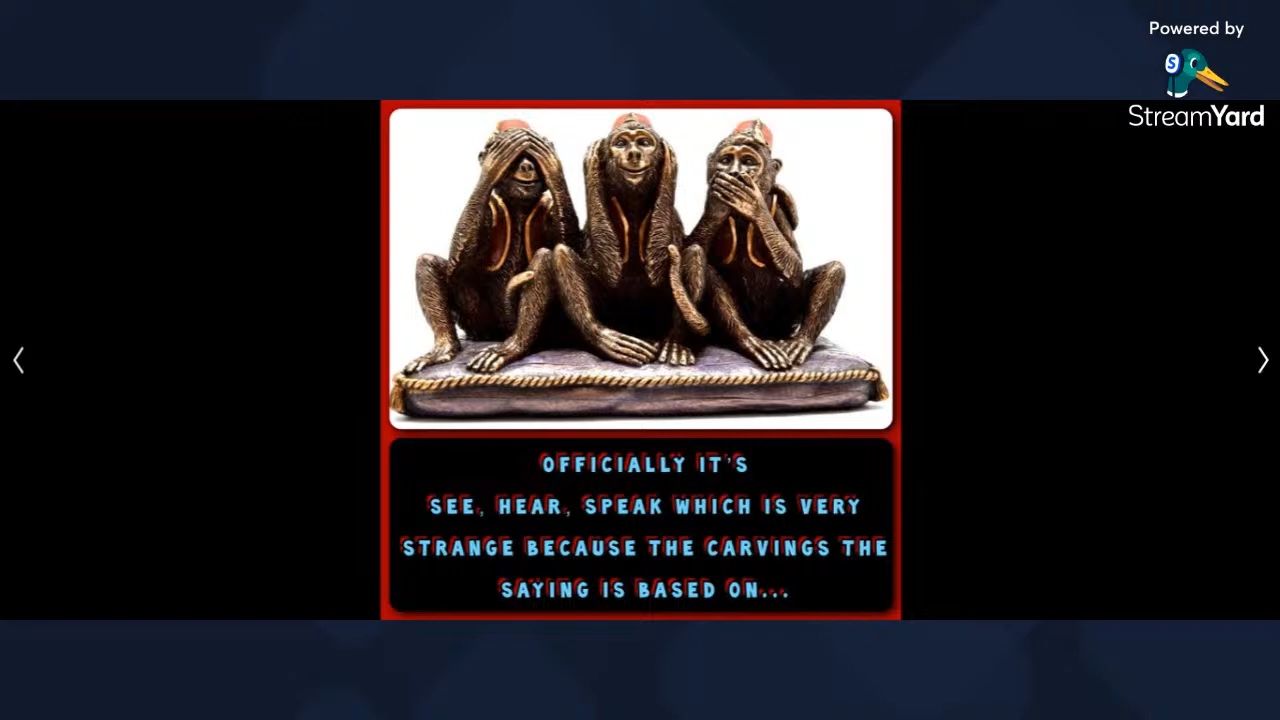 Powered by
StreamYard
OFFICIALLY IT'S
SEE, HEAR, SPEAK WHICH IS VERY
STRANGE BECAUSE THE CARVINGS THE
SAYING IS BASED ON...